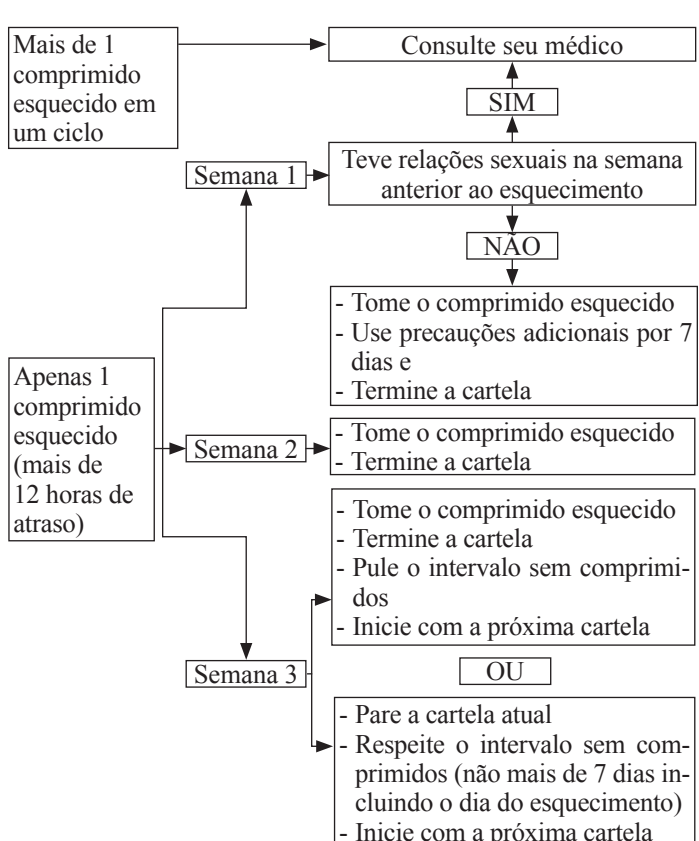 Mais de 1
comprimido
esquecido em
um ciclo
Consulte seu médico
SIM
Semana 1
Teve relações sexuais na semana
anterior ao esquecimento
NÃO
- Tome o comprimido esquecido
- Use precauções adicionais por 7
dias e
- Termine a cartela
Apenas 1
comprimido
esquecido
(mais de
12 horas de
atraso)
Semana 2
- Tome o comprimido esquecido
- Termine a cartela
- Tome o comprimido esquecido
- Termine a cartela
- Pule o intervalo sem comprimi-
dos
- Inicie com a próxima cartela
Semana 3
OU
- Pare a cartela atual
- Respeite o intervalo sem com-
primidos (não mais de 7 dias in-
cluindo o dia do esquecimento)
- Inicie com a próxima cartela